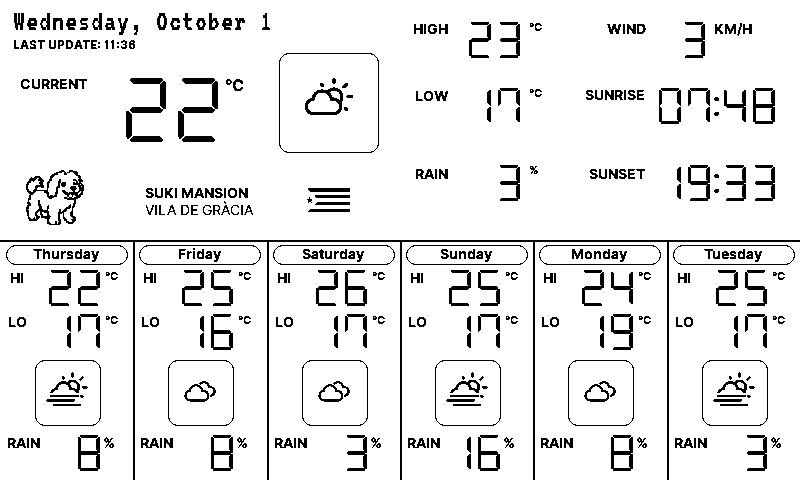 Wednesday, October 1
LAST UPDATE: 11:36
CURRENT 22 °C
HIGH 23 °C
LOW 17 °C
RAIN 3 %
WIND 3 KM/H
SUNRISE 07:48
SUNSET 19:33
SUKI MANSION
VILA DE GRÀCIA
Thursday
HI 22 °C
LO 17 °C
RAIN 8 %
Friday
HI 25 °C
LO 16 °C
RAIN 8 %
Saturday
HI 26 °C
LO 17 °C
RAIN 3 %
Sunday
HI 25 °C
LO 17 °C
RAIN 16 %
Monday
HI 24 °C
LO 19 °C
RAIN 8 %
Tuesday
HI 25 °C
LO 17 °C
RAIN 3 %